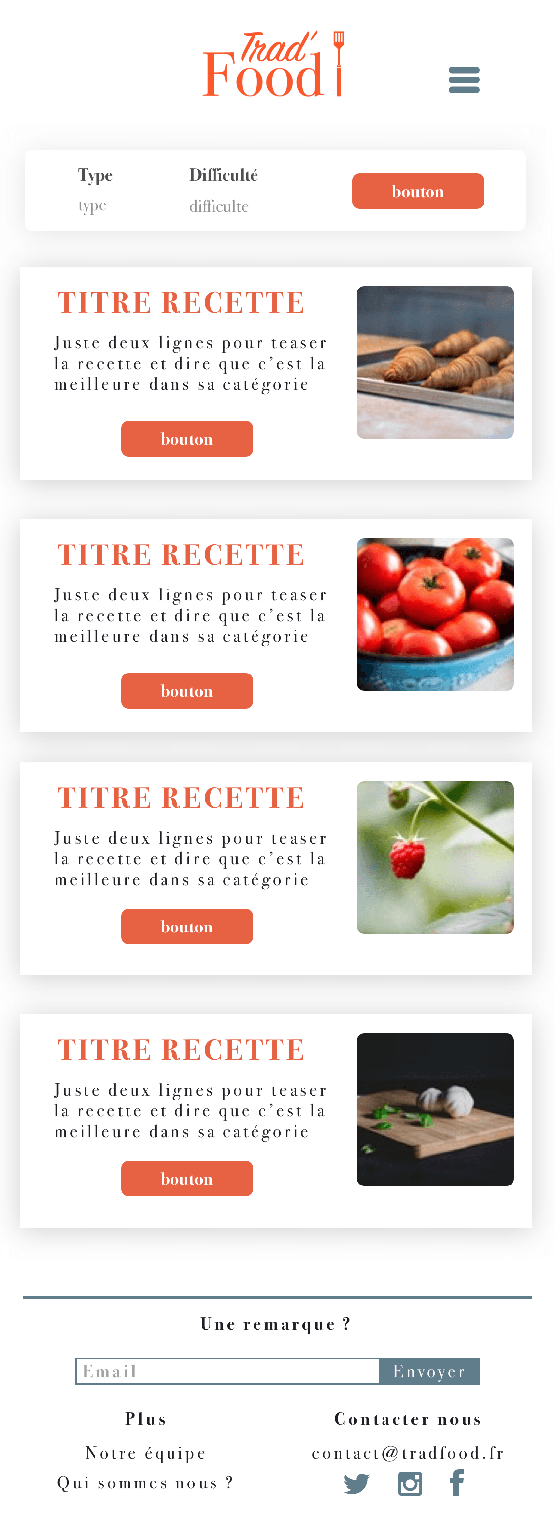 Trad'
Food
Type
Difficulté
type
difficulte
bouton
TITRE RECETTE
Juste deux lignes pour teaser
la recette et dire que c’est la
meilleure dans sa catégorie
bouton
TITRE RECETTE
Juste deux lignes pour teaser
la recette et dire que c’est la
meilleure dans sa catégorie
bouton
TITRE RECETTE
Juste deux lignes pour teaser
la recette et dire que c’est la
meilleure dans sa catégorie
bouton
TITRE RECETTE
Juste deux lignes pour teaser
la recette et dire que c’est la
meilleure dans sa catégorie
bouton
Une remarque ?
Email
Envoyer
Plus
Notre équipe
Qui sommes nous ?
Contacter nous
contact@tradfood.fr